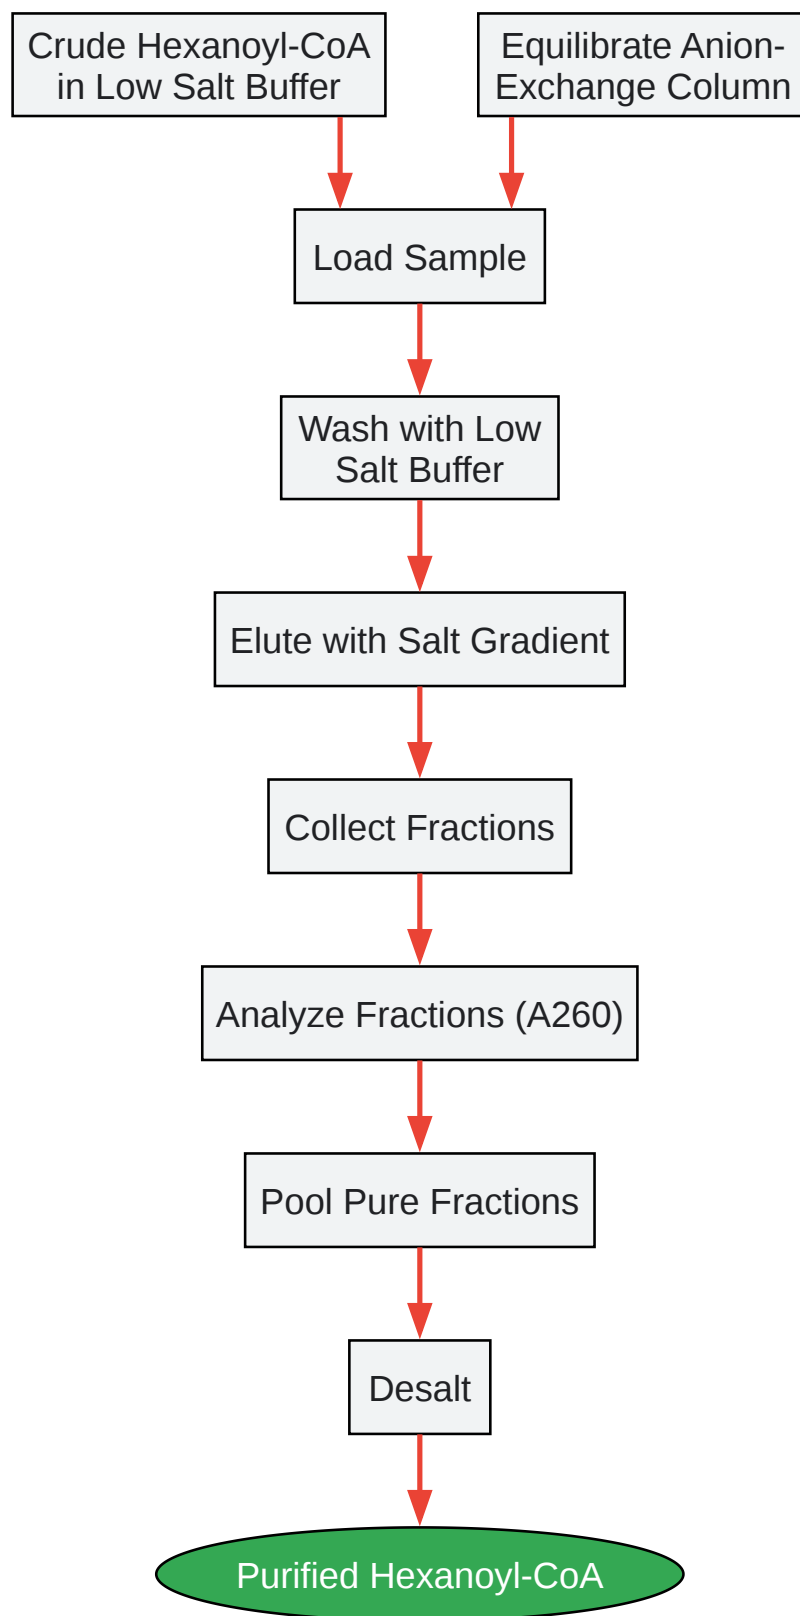 Crude Hexanoyl-CoA
in Low Salt Buffer
Equilibrate Anion-
Exchange Column
Load Sample
Wash with Low
Salt Buffer
Elute with Salt Gradient
Collect Fractions
Analyze Fractions (A260)
Pool Pure Fractions
Desalt
Purified Hexanoyl-CoA